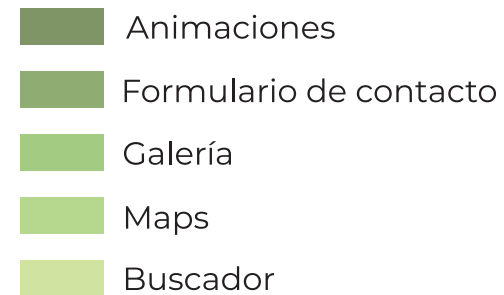 Animaciones
Formulario de contacto
Galería
Maps
Buscador